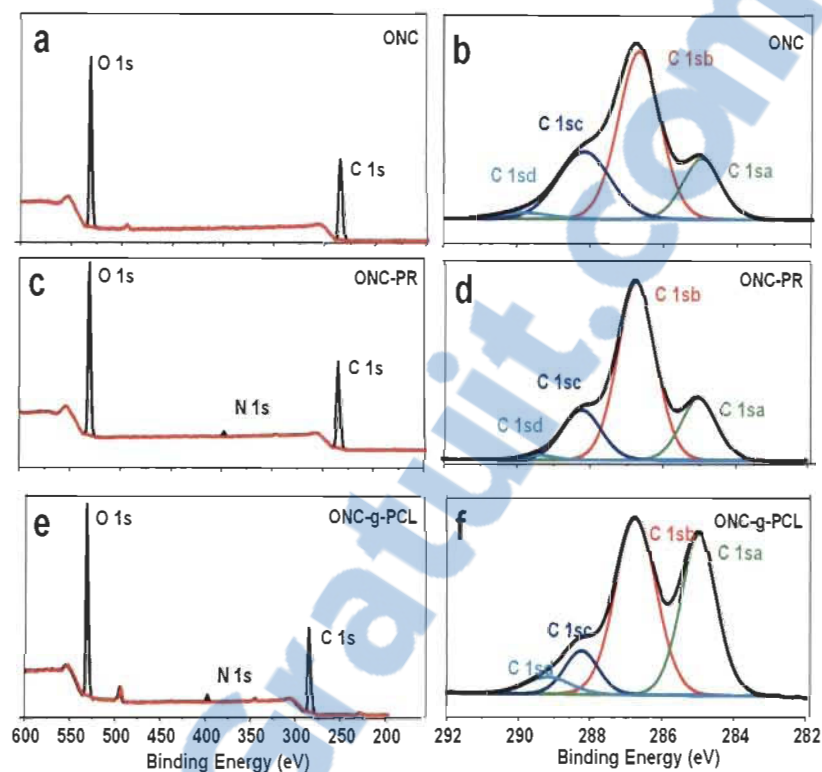 a
ONC
O 1s
C 1s
b
ONC
C 1sb
C 1sc
C 1sd
C 1sa
c
ONC-PR
O 1s
N 1s
C 1s
d
ONC-PR
C 1sb
C 1sc
C 1sd
C 1sa
e
ONC-g-PCL
O 1s
N 1s
C 1s
600 550 500 400 350 300 250 200
Binding Energy (eV)
f
ONC-g-PCL
C 1sb
C 1sa
C 1sc
C 1sd
292 290 288 286 284 282
Binding Energy (eV)
Gratuit.com